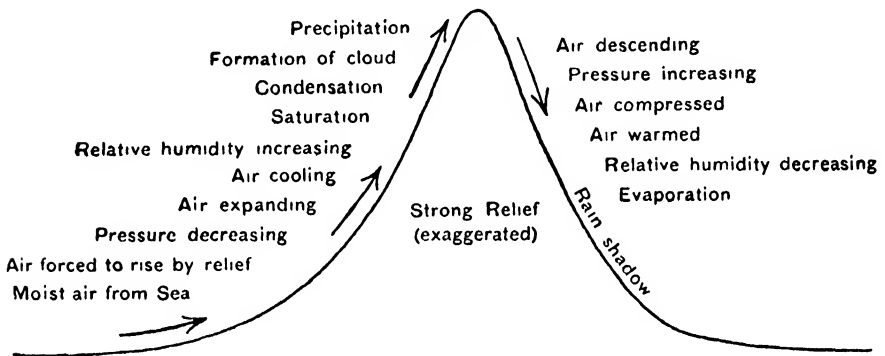 Precipitation
Formation of cloud
Condensation
Saturation
Relative humidity increasing
Air cooling
Air expanding
Pressure decreasing
Air forced to rise by relief
Moist air from Sea
Strong Relief
(exaggerated)
Air descending
Pressure increasing
Air compressed
Air warmed
Relative humidity decreasing
Evaporation
Rain shadow